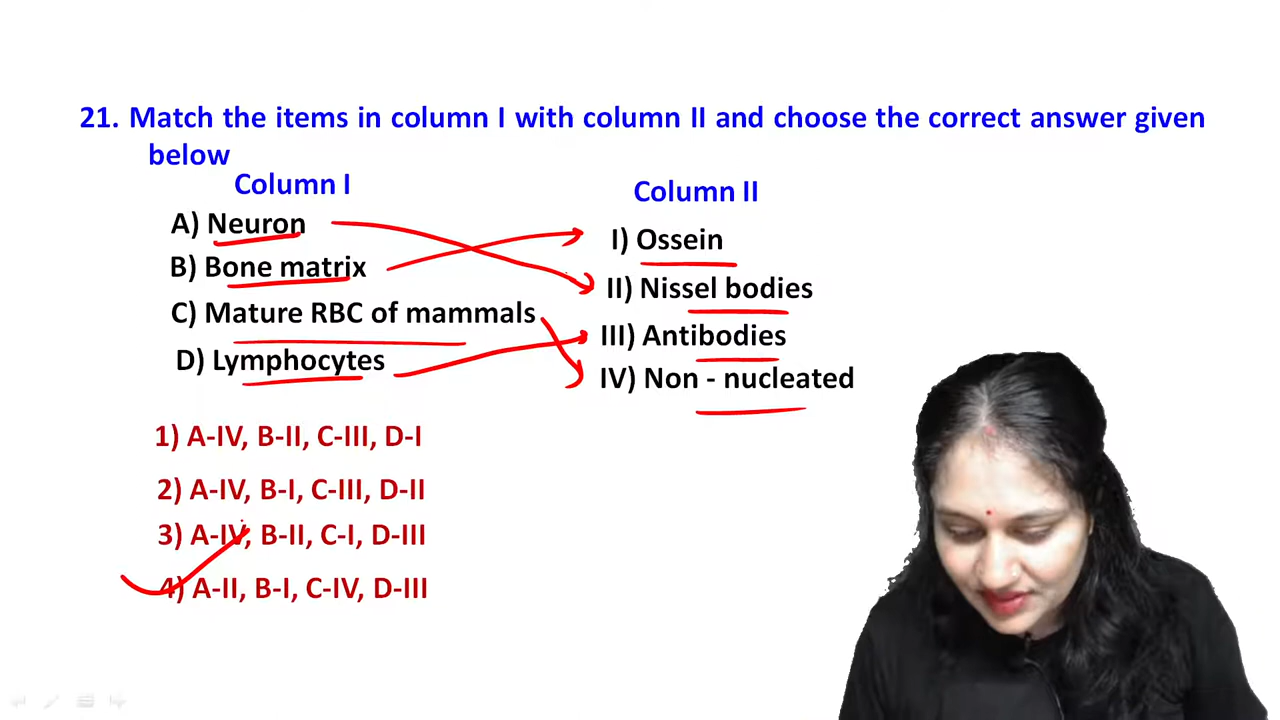 21. Match the items in column I with column II and choose the correct answer given
below
Column I
Column II
A) Neuron
I) Ossein
B) Bone matrix
II) Nissel bodies
C) Mature RBC of mammals
III) Antibodies
D) Lymphocytes
IV) Non - nucleated
1) A-IV, B-II, C-III, D-I
2) A-IV, B-I, C-III, D-II
3) A-IV, B-II, C-I, D-III
4) A-II, B-I, C-IV, D-III